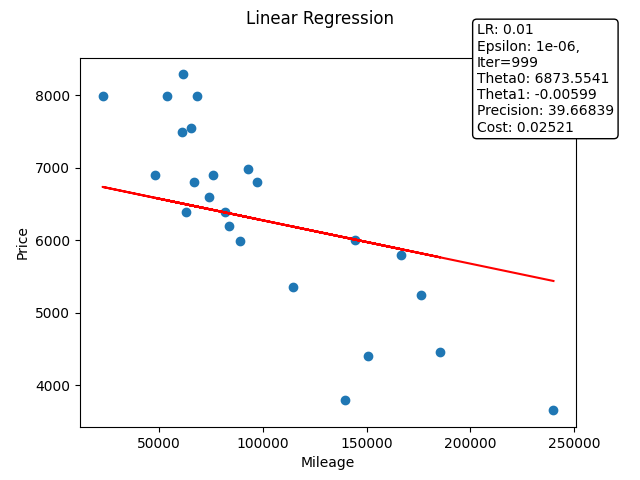 Linear Regression
LR: 0.01
Epsilon: 1e-06,
Iter=999
Theta0: 6873.5541
Theta1: -0.00599
Precision: 39.66839
Cost: 0.02521
8000
7000
6000
5000
4000
Price
50000 100000 150000 200000 250000
Mileage